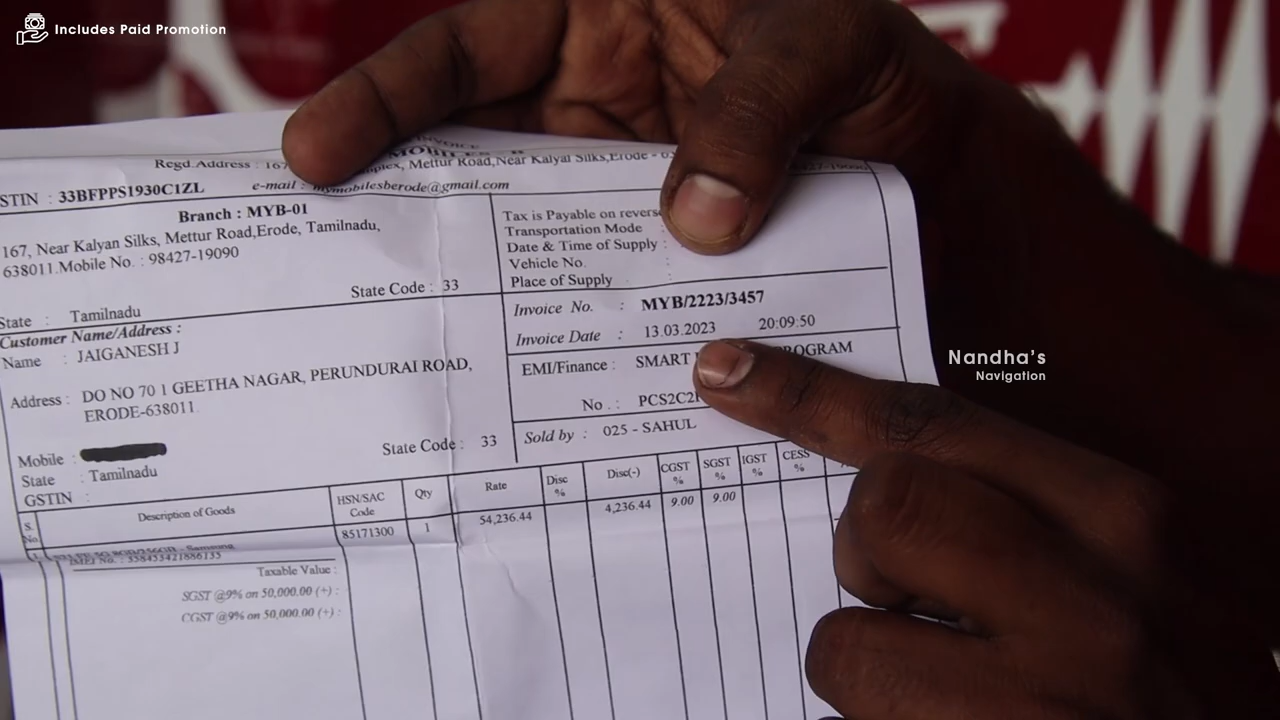 Includes Paid Promotion
INVOICE
MOBILES
Regd.Address : 167 Mettur Road,Near Kalyal Silks,Erode -
GSTIN : 33BFPPS1930C1ZL e-mail : mymobilesberode@gmail.com
Branch : MYB-01
167, Near Kalyan Silks, Mettur Road,Erode, Tamilnadu,
638011.Mobile No. : 98427-19090
State : Tamilnadu State Code : 33
Tax is Payable on reverse
Transportation Mode :
Date & Time of Supply :
Vehicle No. :
Place of Supply :
Invoice No. : MYB/2223/3457
Invoice Date : 13.03.2023 20:09:50
Customer Name/Address :
Name : JAIGANESH J
Address : DO NO 70 1 GEETHA NAGAR, PERUNDURAI ROAD,
ERODE-638011
Mobile :
State : Tamilnadu State Code : 33
GSTIN :
EMI/Finance : SMART PROGRAM
No . :
Sold by : 025 - SAHUL
Nandha's
Navigation
S. No. Description of Goods HSN/SAC Code Qty Rate Disc % Disc(-) CGST % SGST % IGST % CESS %
85171300 1 54,236.44 4,236.44 9.00 9.00
IMEI No. : 358453421886135
Taxable Value :
SGST @9% on 50,000.00 (+) :
CGST @9% on 50,000.00 (+) :